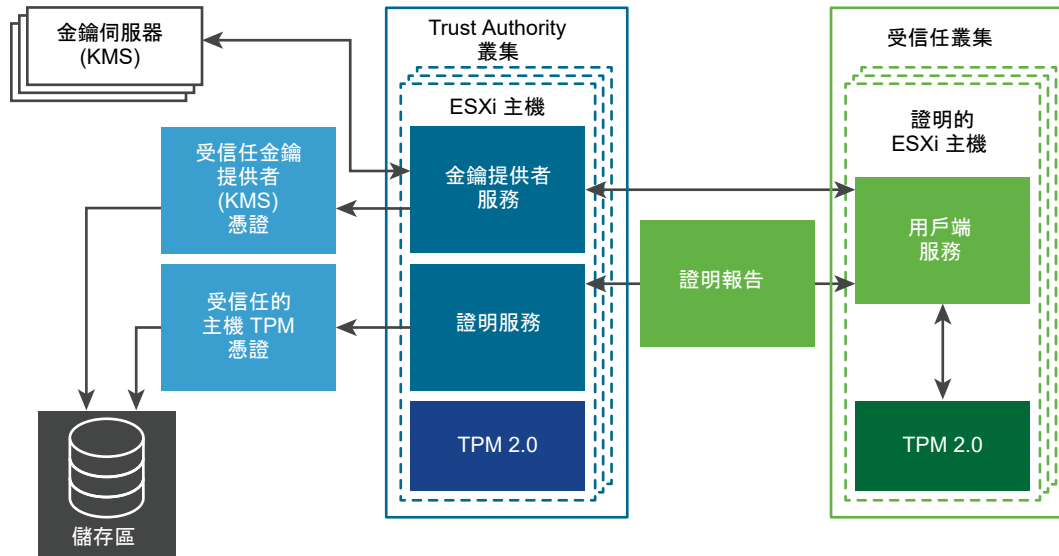 金鑰伺服器
(KMS)
Trust Authority
叢集
ESXi 主機
受信任金鑰
提供者
(KMS)
憑證
金鑰提供者
服務
受信任的
主機 TPM
憑證
證明服務
TPM 2.0
儲存區
證明報告
受信任叢集
證明的
ESXi 主機
用戶端
服務
TPM 2.0